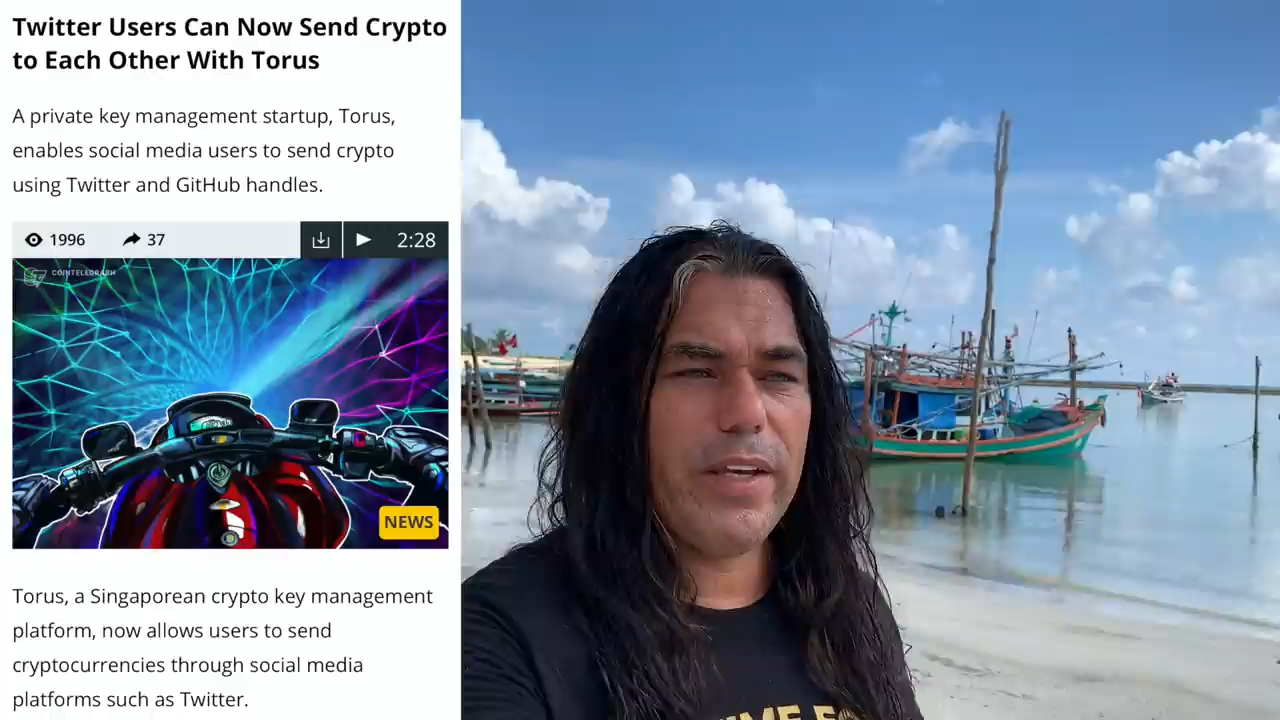 Twitter Users Can Now Send Crypto
to Each Other With Torus
A private key management startup, Torus,
enables social media users to send crypto
using Twitter and GitHub handles.
1996 37 2:28
COINTELEGRAPH
NEWS
Torus, a Singaporean crypto key management
platform, now allows users to send
cryptocurrencies through social media
platforms such as Twitter.